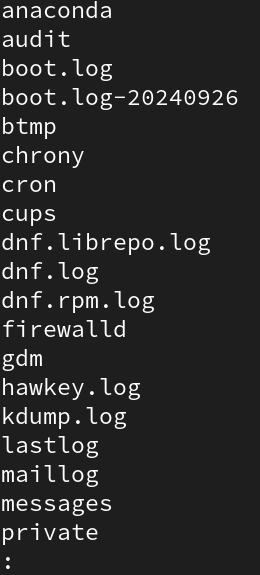 anaconda
audit
boot.log
boot.log-20240926
btmp
chrony
cron
cups
dnf.librepo.log
dnf.log
dnf.rpm.log
firewalld
gdm
hawkey.log
kdump.log
lastlog
maillog
messages
private
: